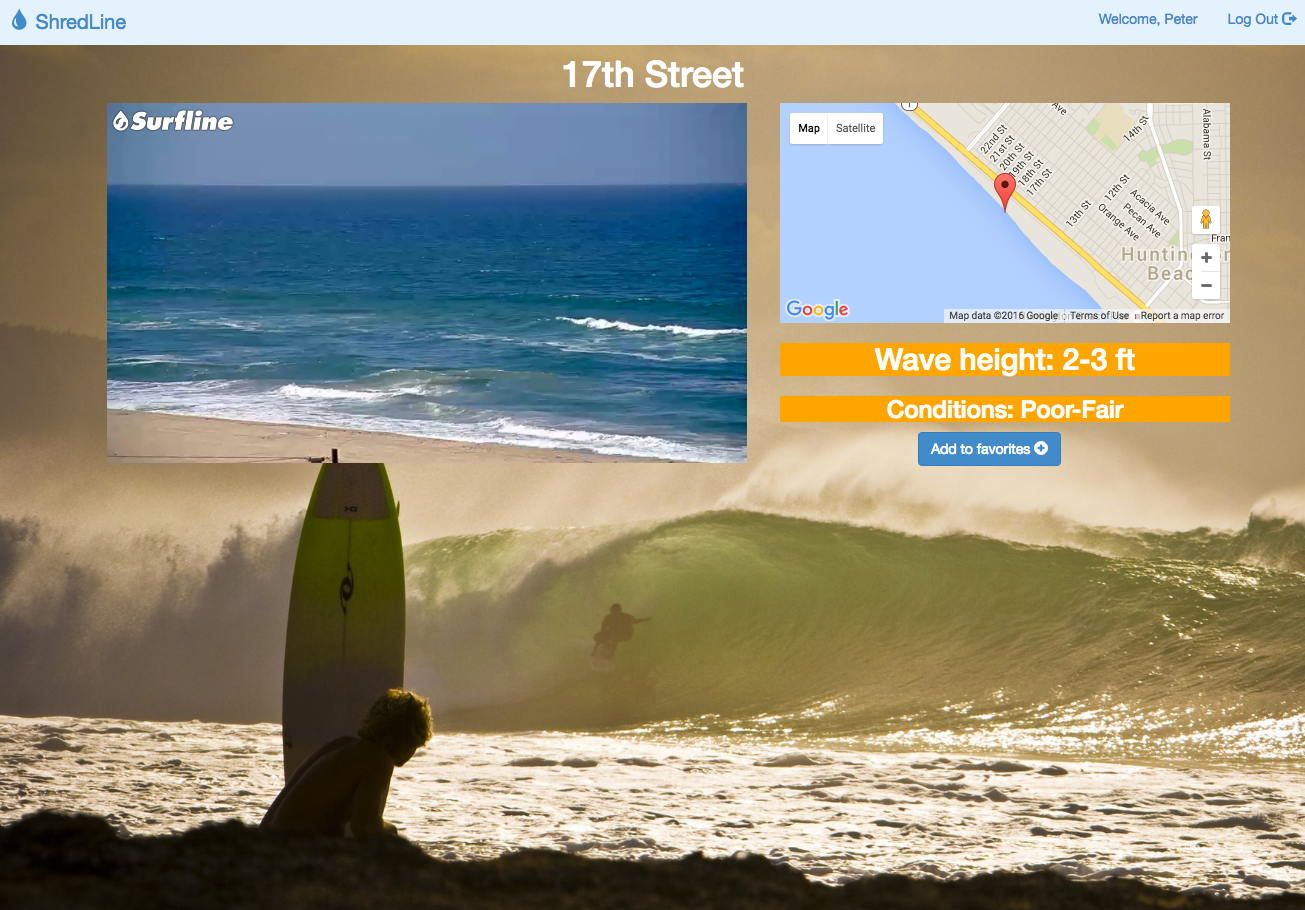 ShredLine
Welcome, Peter
Log Out
17th Street
Surfline
Map
Satellite
1
Ave
22nd St
21st St
20th St
19th St
18th St
17th St
14th St
Alabama St
12th St
13th St
Acacia Ave
Pecan Ave
Orange Ave
Fran
Huntin
Beac
+
−
Google
Map data ©2016 Google
Terms of Use
Report a map error
Wave height: 2-3 ft
Conditions: Poor-Fair
Add to favorites